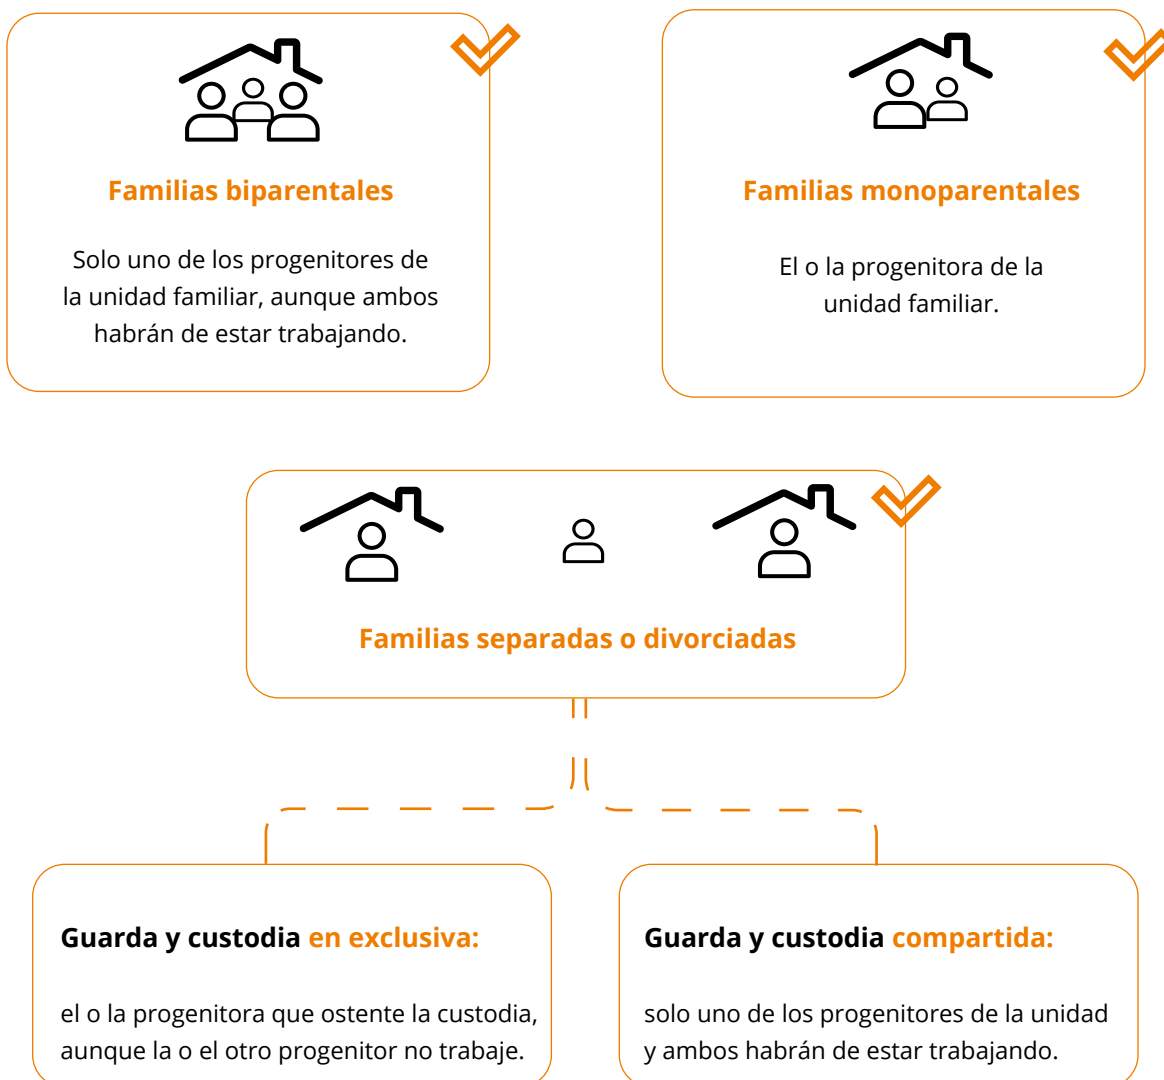 Familias biparentales
Solo uno de los progenitores de
la unidad familiar, aunque ambos
habrán de estar trabajando.
Familias monoparentales
El o la progenitora de la
unidad familiar.
Familias separadas o divorciadas
Guarda y custodia en exclusiva:
el o la progenitora que ostente la custodia,
aunque la o el otro progenitor no trabaje.
Guarda y custodia compartida:
solo uno de los progenitores de la unidad
y ambos habrán de estar trabajando.